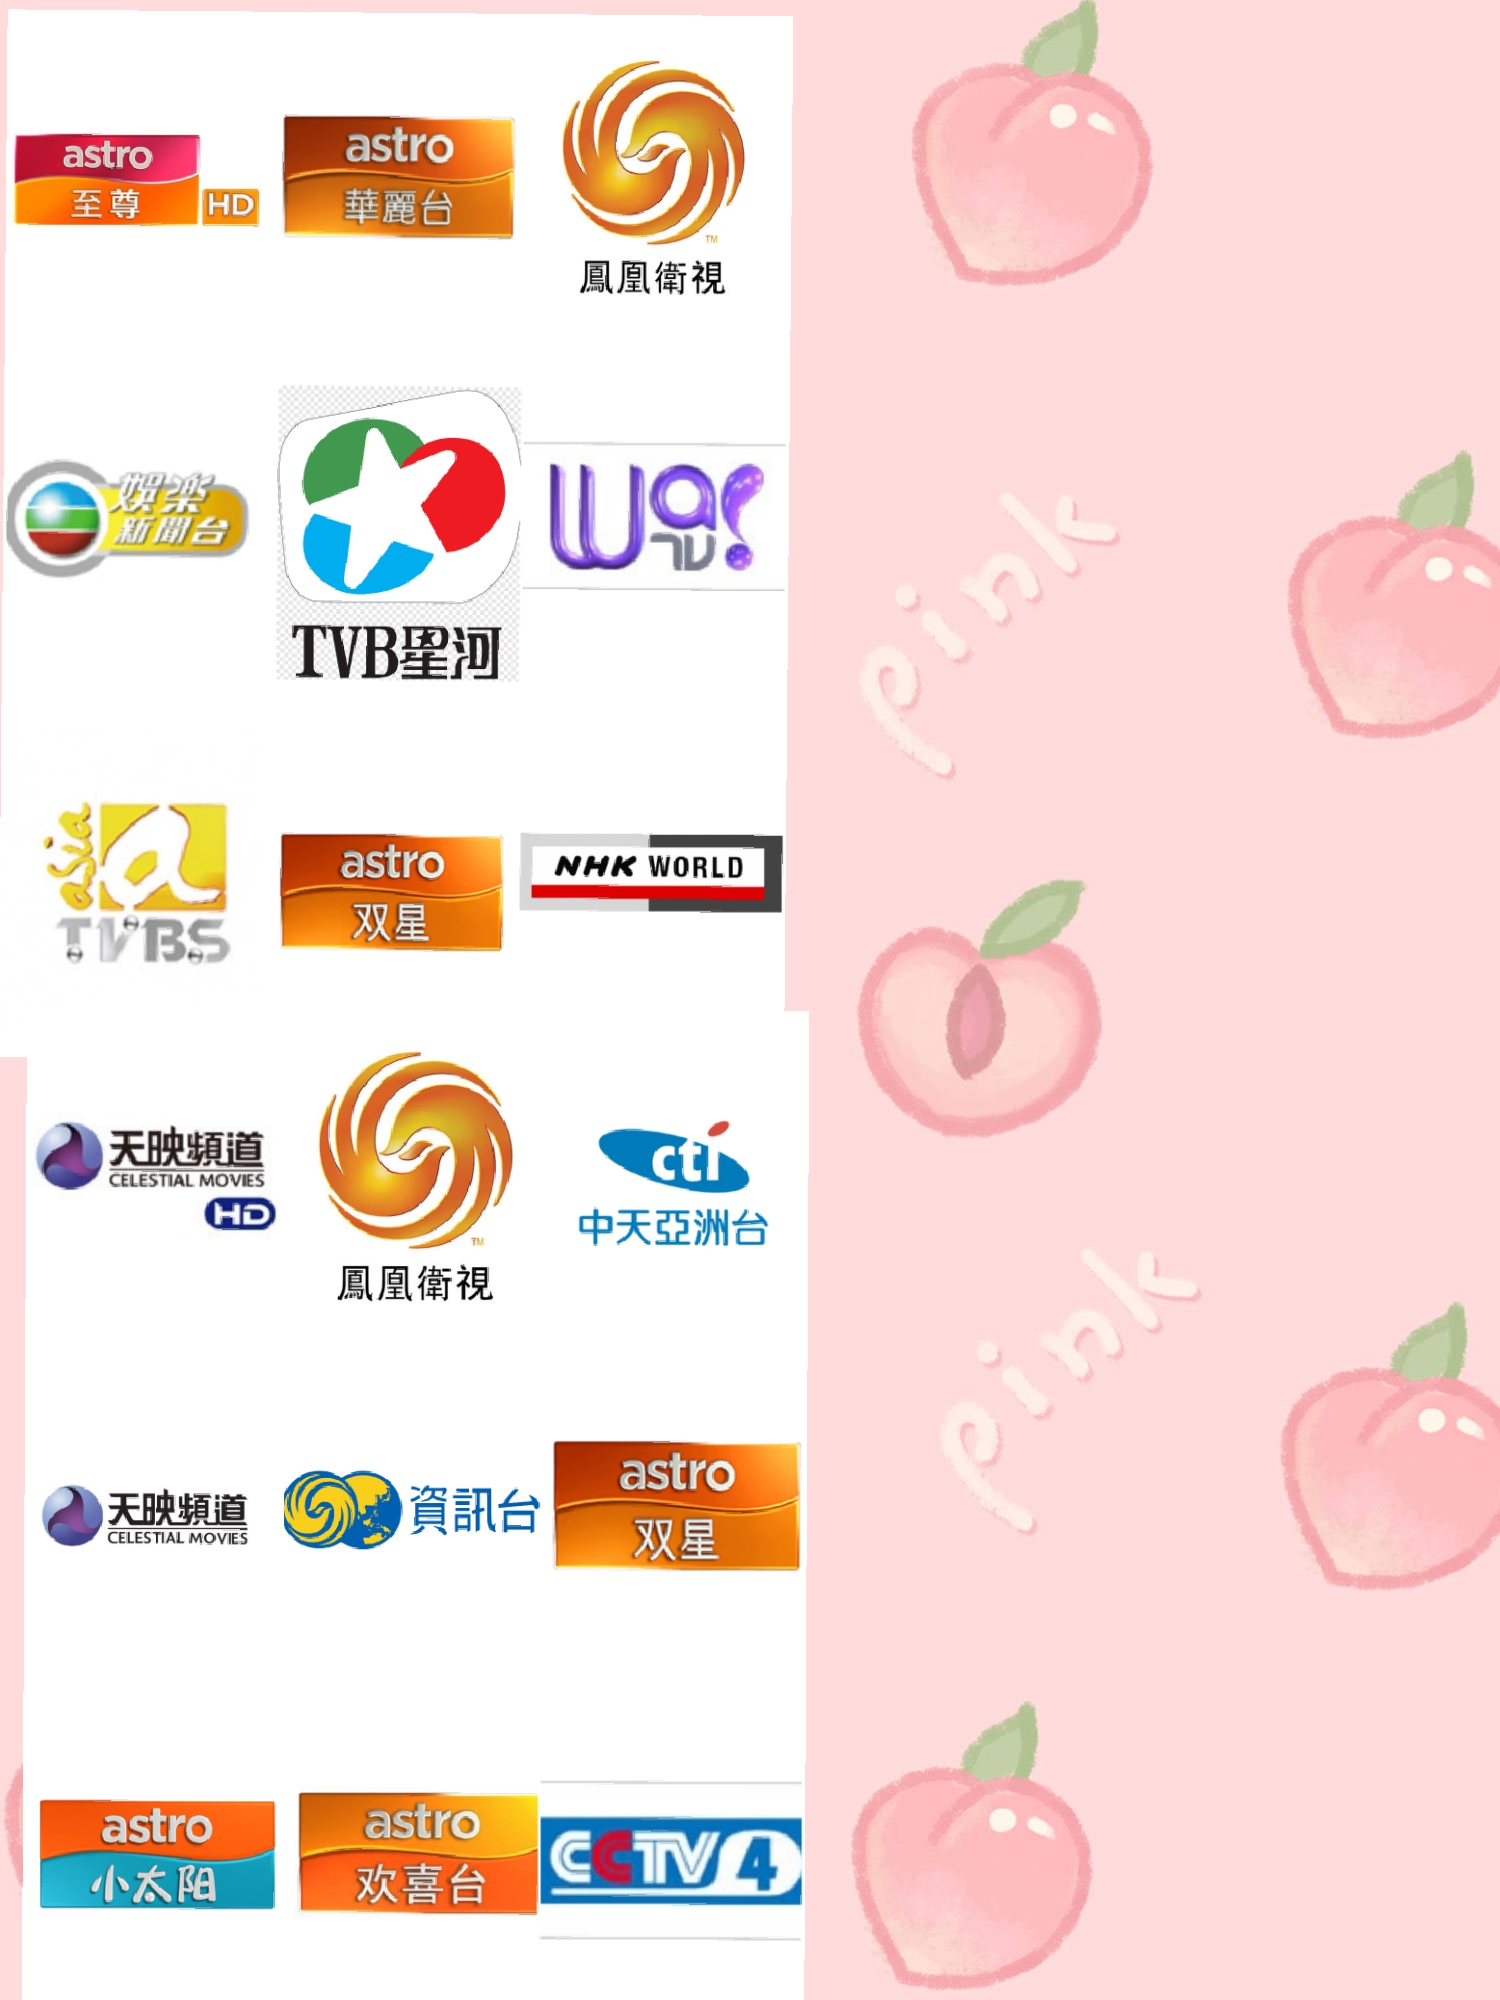 astro
至尊 HD
astro
華麗台
TM
鳳凰衛視
娛樂
新聞台
TVB星河
wa!
TV
asia
a
TVBS
astro
双星
NHK WORLD
pink
天映頻道
CELESTIAL MOVIES
HD
TM
鳳凰衛視
cti
中天亞洲台
天映頻道
CELESTIAL MOVIES
資訊台
astro
双星
pink
astro
小太阳
astro
欢喜台
CCTV 4